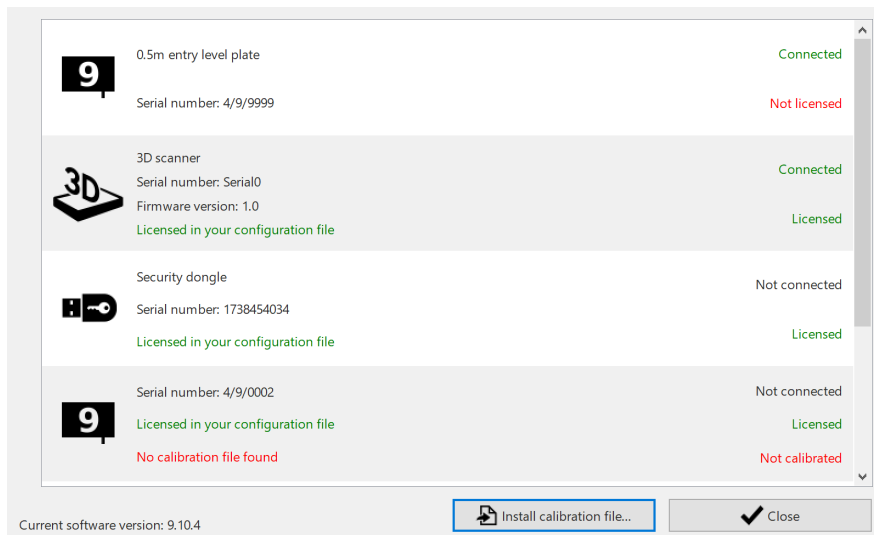 9
0.5m entry level plate
Connected
Serial number: 4/9/9999
Not licensed
3D
3D scanner
Serial number: Serial0
Connected
Firmware version: 1.0
Licensed in your configuration file
Licensed
Security dongle
Not connected
Serial number: 1738454034
Licensed in your configuration file
Licensed
9
Serial number: 4/9/0002
Not connected
Licensed in your configuration file
Licensed
No calibration file found
Not calibrated
Current software version: 9.10.4
Install calibration file...
Close